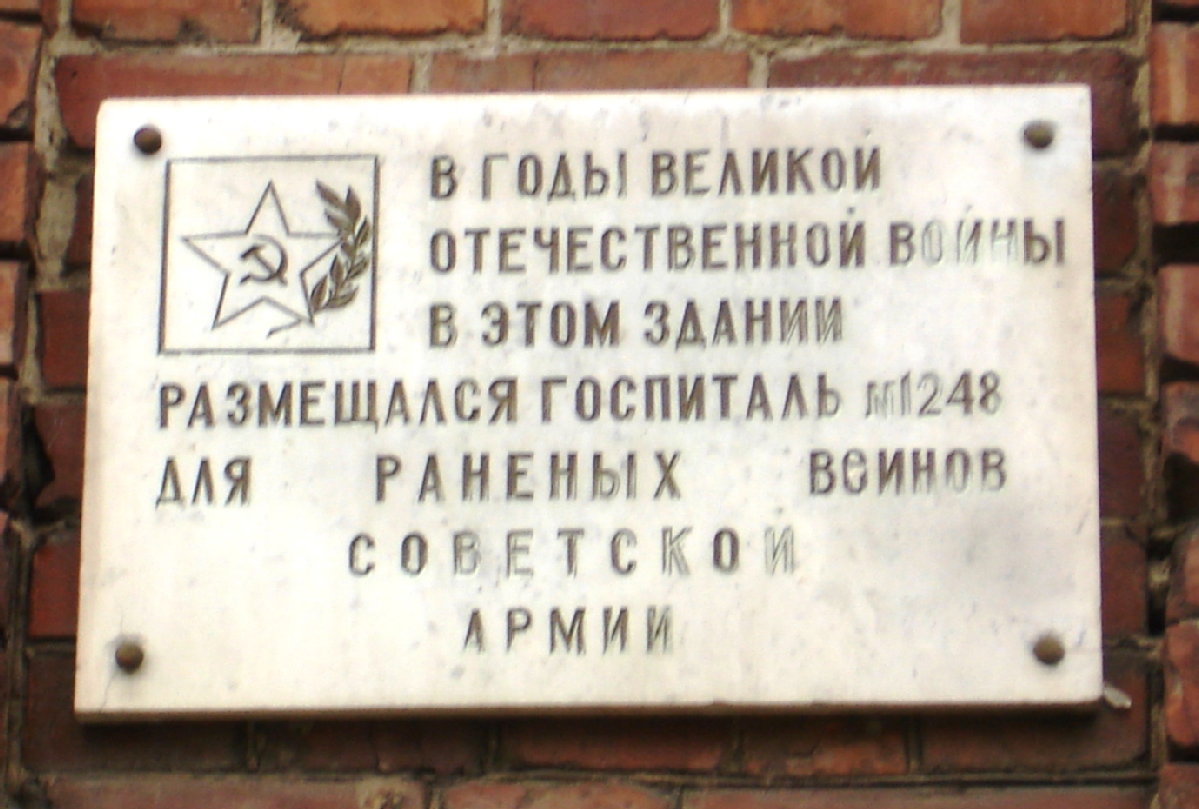 В ГОДЫ ВЕЛИКОЙ
ОТЕЧЕСТВЕННОЙ ВОЙНЫ
В ЭТОМ ЗДАНИИ
РАЗМЕЩАЛСЯ ГОСПИТАЛЬ №1248
ДЛЯ РАНЕНЫХ ВОИНОВ
СОВЕТСКОЙ
АРМИИ